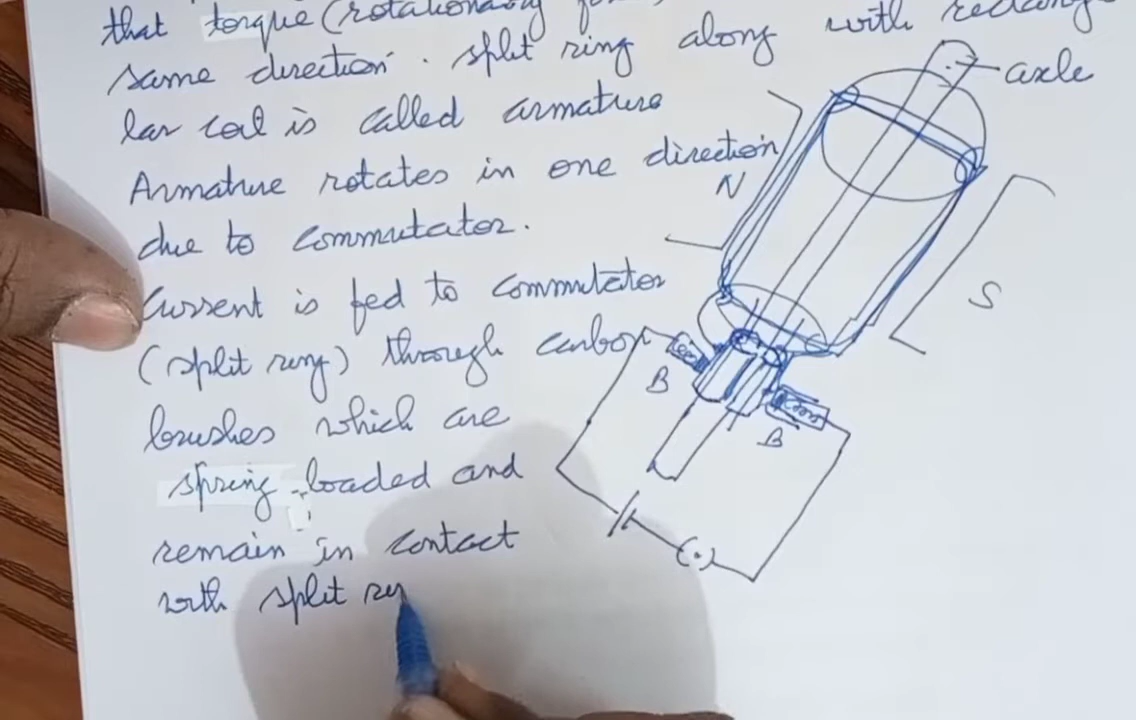 that torque (rotationary
same direction. split ring along with rectangu
lar coil is called armature
Armature rotates in one direction
due to commutator.
Current is fed to commutator
(split ring) through carbon
brushes which are
spring loaded and
remain in contact
with split rin
axle
N
S
B
B